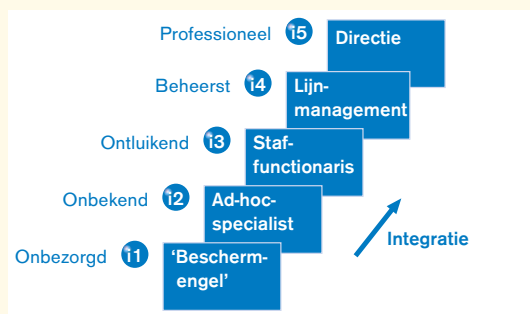 Professioneel i5 Directie
Beheerst i4 Lijn-
management
Ontluikend i3 Staf-
functionaris
Onbekend i2 Ad-hoc-
specialist
Integratie
Onbezorgd i1 ‘Bescherm-
engel’